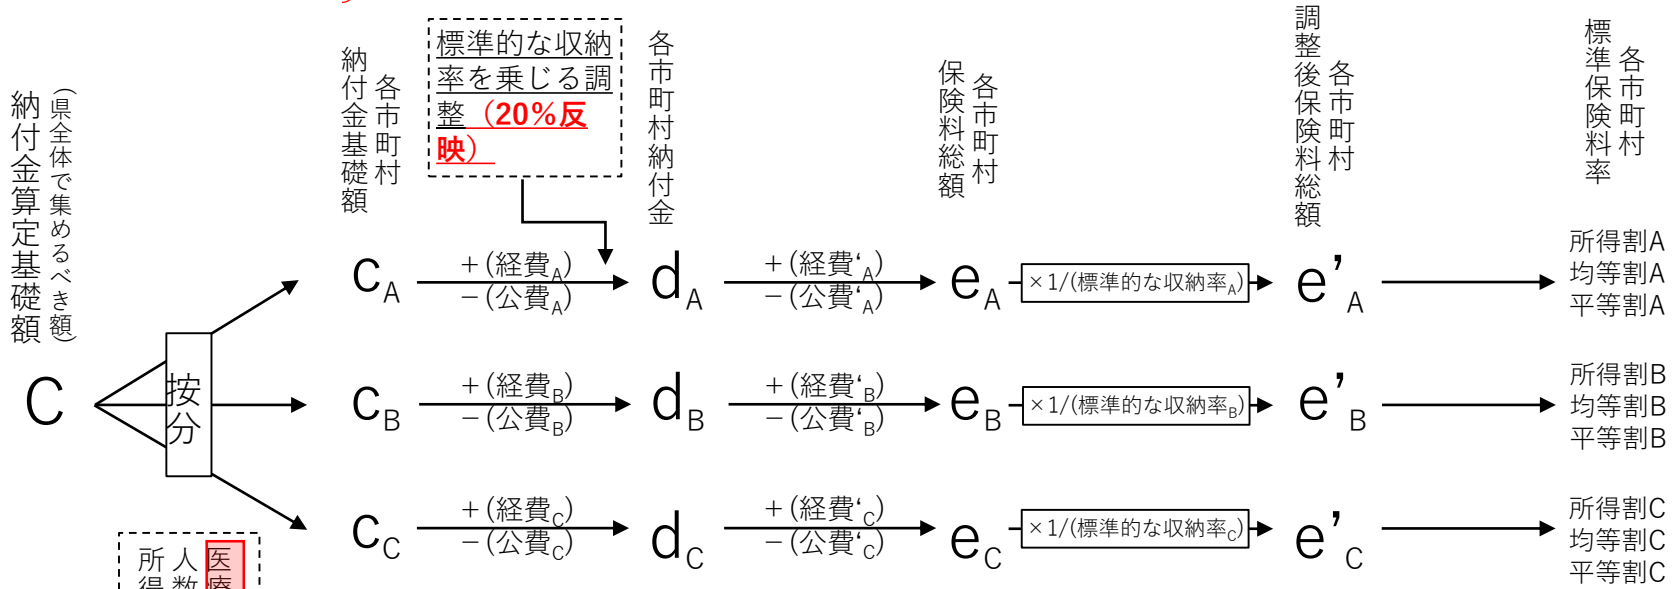 納付金算定基礎額
（県全体で集めるべき額）
各市町村
納付金基礎額
標準的な収納
率を乗じる調
整（20％反
映）
各市町村納付金
各市町村
保険料総額
各市町村
調整後保険料総額
各市町村
標準保険料率
C
按分
cA
＋(経費A)
－(公費A)
dA
＋(経費‘A)
－(公費‘A)
eA
×1/(標準的な収納率A)
e’A
所得割A
均等割A
平等割A
cB
＋(経費B)
－(公費B)
dB
＋(経費‘B)
－(公費‘B)
eB
×1/(標準的な収納率B)
e’B
所得割B
均等割B
平等割B
cC
＋(経費C)
－(公費C)
dC
＋(経費‘C)
－(公費‘C)
eC
×1/(標準的な収納率C)
e’C
所得割C
均等割C
平等割C
医療
人数
所得